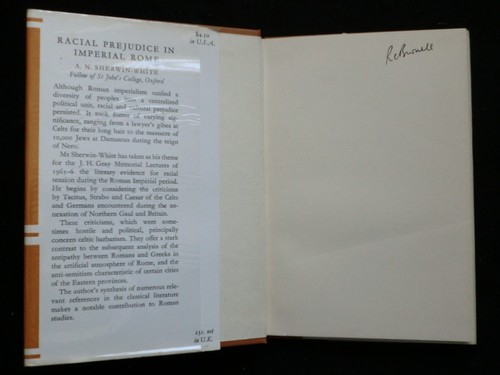 $4.50
in U.S.A.
RACIAL PREJUDICE IN
IMPERIAL ROME
A. N. SHERWIN-WHITE
Fellow of St John's College, Oxford
Although Roman imperialism unified a
diversity of peoples into a centralized
political unit, racial and cultural prejudice
persisted. It took forms of varying sig-
nificance, ranging from a lawyer's gibes at
Celts for their long hair to the massacre of
10,000 Jews at Damascus during the reign
of Nero.
Mr Sherwin-White has taken as his theme
for the J. H. Gray Memorial Lectures of
1965-6 the literary evidence for racial
tension during the Roman Imperial period.
He begins by considering the criticisms
by Tacitus, Strabo and Caesar of the Celts
and Germans encountered during the an-
nexation of Northern Gaul and Britain.
These criticisms, which were some-
times hostile and political, principally
concern celtic barbarism. They offer a stark
contrast to the subsequent analysis of the
antipathy between Romans and Greeks in
the artificial atmosphere of Rome, and the
anti-semitism characteristic of certain cities
of the Eastern provinces.
The author's synthesis of numerous rele-
vant references in the classical literature
makes a notable contribution to Roman
studies.
net
in U.K.